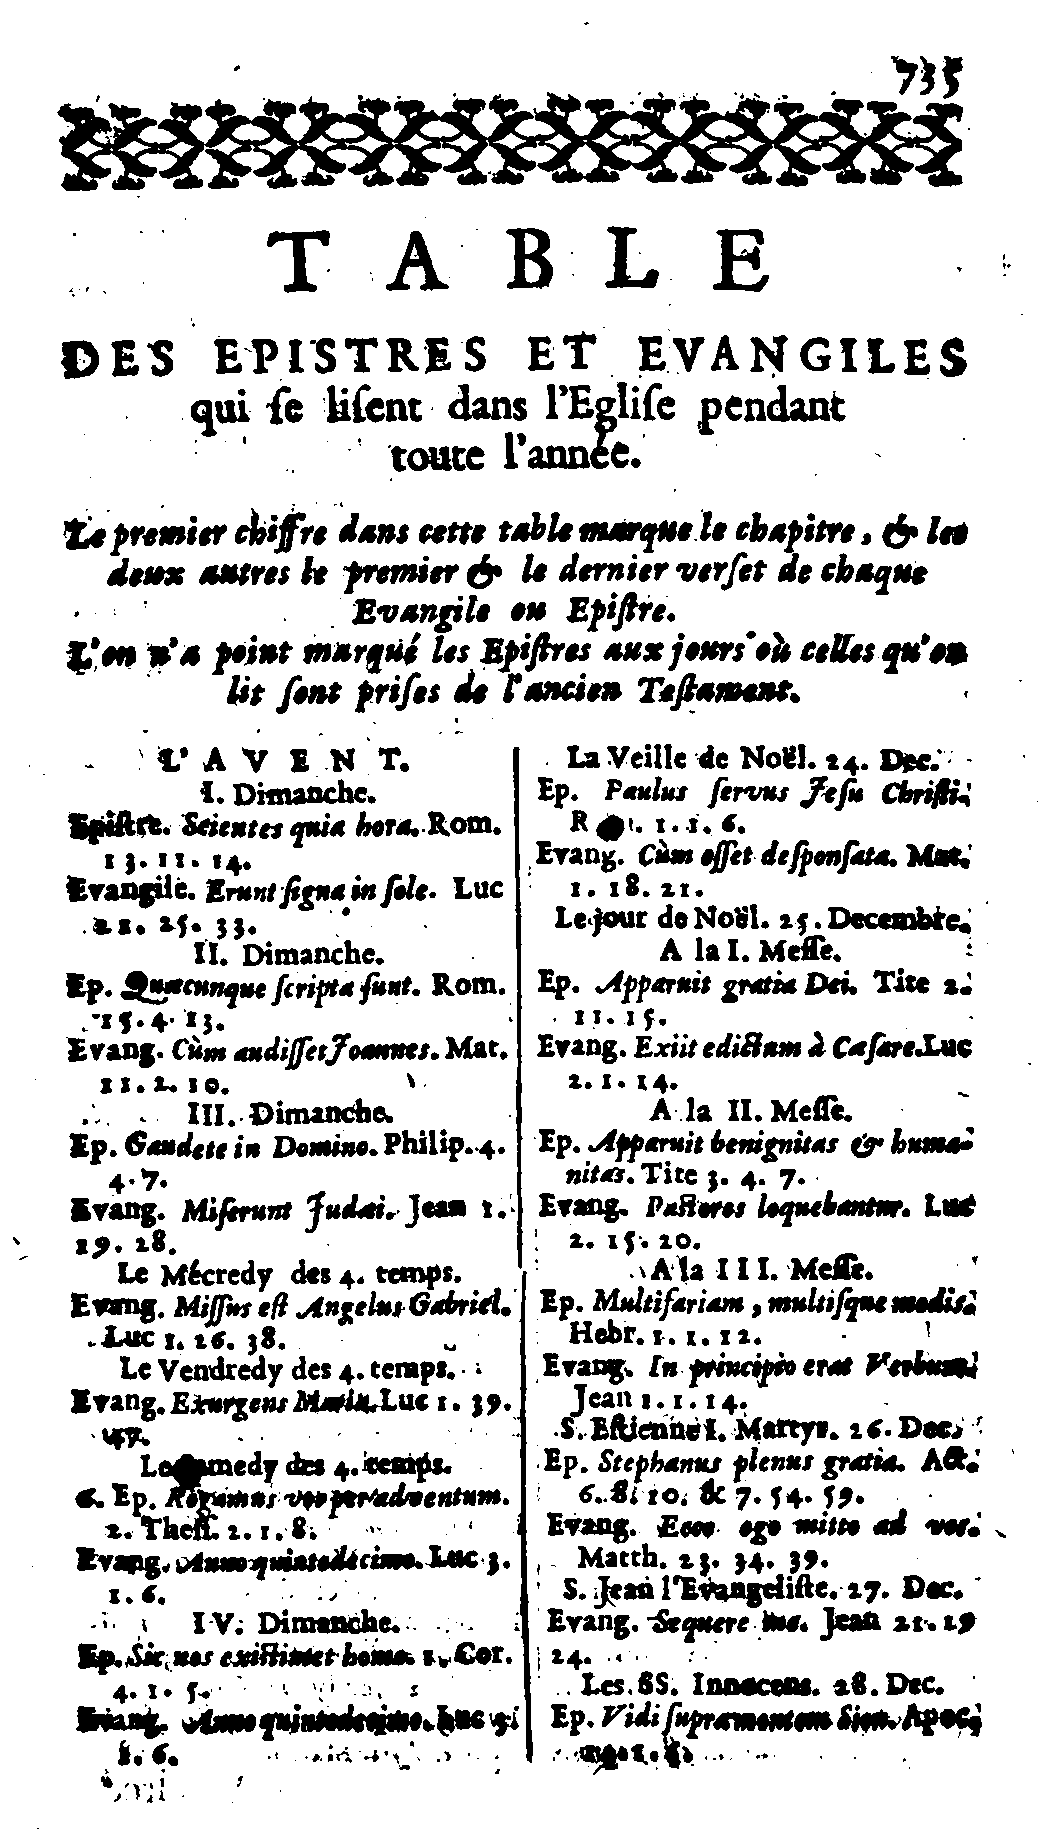 735
TABLE
DES EPISTRES ET EVANGILES
qui ſe liſent dans l'Egliſe pendant
toute l'année.
Le premier chiffre dans cette table marque le chapitre, & les
deux autres le premier & le dernier verſet de chaque
Evangile ou Epiſtre.
L'on n'a point marqué les Epiſtres aux jours où celles qu'on
lit ſont priſes de l'ancien Teſtament.
L'AVENT.
I. Dimanche.
Epiſtre. Scientes quia hora. Rom.
13. 11. 14.
Evangile. Erunt ſigna in ſole. Luc
21. 25. 33.
II. Dimanche.
Ep. Quæcunque ſcripta ſunt. Rom.
15. 4. 13.
Evang. Cùm audiſſet Joannes. Mat.
11. 2. 10.
III. Dimanche.
Ep. Gaudete in Domino. Philip. 4.
4. 7.
Evang. Miſerunt Judæi. Jean 1.
19. 28.
Le Mécredy des 4. temps.
Evang. Miſſus eſt Angelus Gabriel.
Luc 1. 26. 38.
Le Vendredy des 4. temps.
Evang. Exurgens Maria. Luc 1. 39.
47.
Le amedy des 4. temps.
6. Ep. Rogamus vos per adventum.
2. Theſſ. 2. 1. 8.
Evang. Anno quintodecimo. Luc 3.
1. 6.
IV. Dimanche.
Ep. Sic nos exiſtimet homo. 1. Cor.
4. 1. 5.
Evang. Anno quintodecimo. Luc 3.
1. 6.
La Veille de Noël. 24. Dec.
Ep. Paulus ſervus Jeſu Chriſti.
R 1. 1. 6.
Evang. Cùm eſſet deſponſata. Mat.
1. 18. 21.
Le jour de Noël. 25. Decembre.
A la I. Meſſe.
Ep. Apparuit gratia Dei. Tite 2.
11. 15.
Evang. Exiit edictum à Cæſare. Luc
2. 1. 14.
A la II. Meſſe.
Ep. Apparuit benignitas & huma-
nitas. Tite 3. 4. 7.
Evang. Paſtores loquebantur. Luc
2. 15. 20.
A la III. Meſſe.
Ep. Multifariam, multiſque modis.
Hebr. 1. 1. 12.
Evang. In principio erat Verbum.
Jean 1. 1. 14.
S. Eſtienne I. Martyr. 26. Dec.
Ep. Stephanus plenus gratia. Act.
6. 8. 10. & 7. 54. 59.
Evang. Ecce ego mitto ad vos.
Matth. 23. 34. 39.
S. Jean l'Evangeliſte. 27. Dec.
Evang. Sequere me. Jean 21. 19
24.
Les SS. Innocens. 28. Dec.
Ep. Vidi ſupra montem Sion. Apoc.